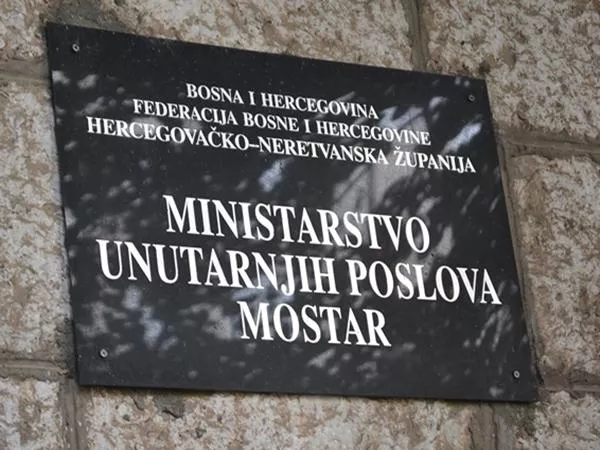 BOSNA I HERCEGOVINA
FEDERACIJA BOSNE I HERCEGOVINE
HERCEGOVAČKO–NERETVANSKA ŽUPANIJA
MINISTARSTVO
UNUTARNJIH POSLOVA
MOSTAR